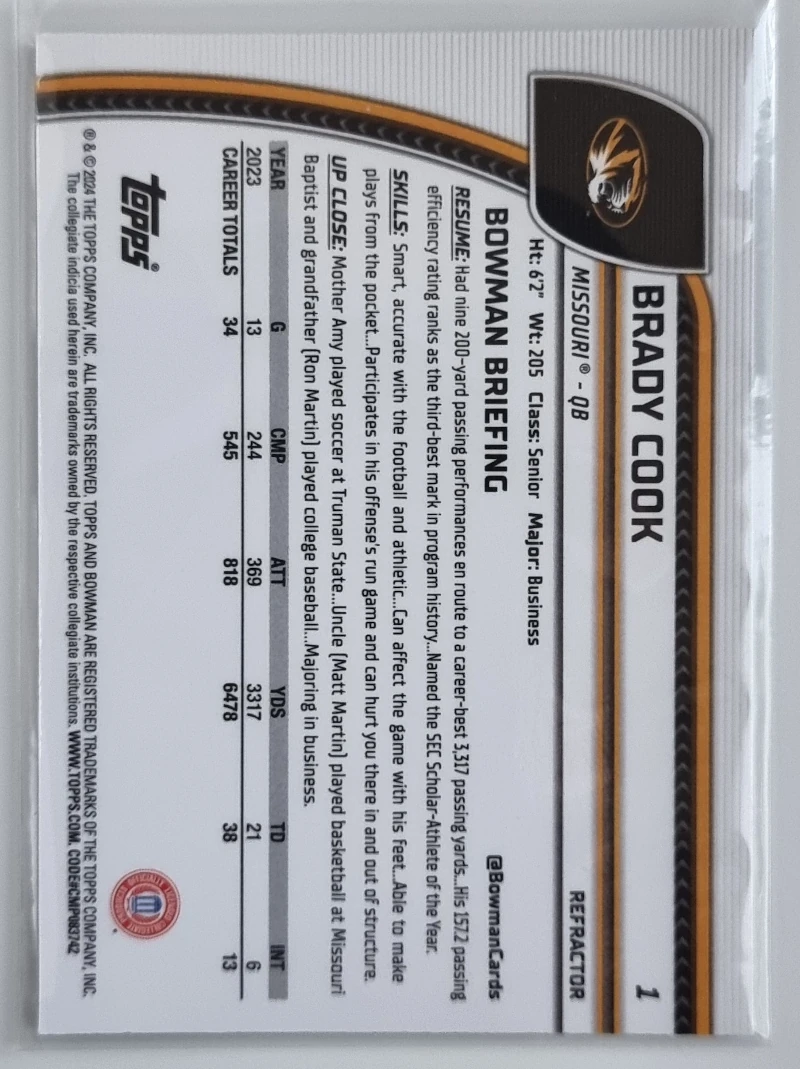 BRADY COOK 1
MISSOURI® - QB REFRACTOR
Ht: 6'2" Wt: 205 Class: Senior Major: Business
BOWMAN BRIEFING @BowmanCards
RESUME: Had nine 200-yard passing performances en route to a career-best 3,317 passing yards...His 157.2 passing
efficiency rating ranks as the third-best mark in program history...Named the SEC Scholar-Athlete of the Year.
SKILLS: Smart, accurate with the football and athletic...Can affect the game with his feet...Able to make
plays from the pocket...Participates in his offense's run game and can hurt you there in and out of structure.
UP CLOSE: Mother Amy played soccer at Truman State...Uncle (Matt Martin) played basketball at Missouri
Baptist and grandfather (Ron Martin) played college baseball...Majoring in business.
YEAR G CMP ATT YDS TD INT
2023 13 244 369 3317 21 6
CAREER TOTALS 34 545 818 6478 38 13
topps®
® & © 2024 THE TOPPS COMPANY, INC. ALL RIGHTS RESERVED. TOPPS AND BOWMAN ARE REGISTERED TRADEMARKS OF THE TOPPS COMPANY, INC.
The collegiate indicia used herein are trademarks owned by the respective collegiate institutions. WWW.TOPPS.COM. CODE#CMP083742